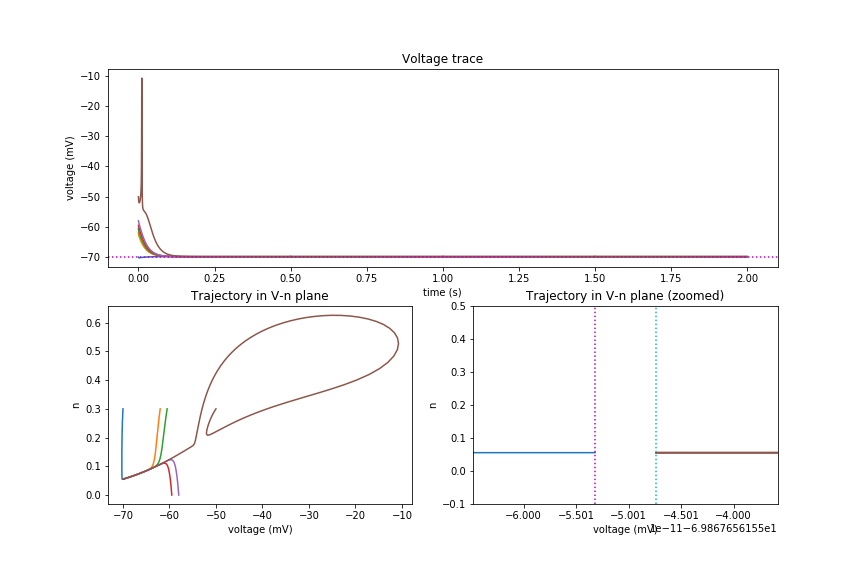 Voltage trace
voltage (mV)
−10
−20
−30
−40
−50
−60
−70
0.00 0.25 0.50 0.75 1.00 1.25 1.50 1.75 2.00
time (s)
Trajectory in V-n plane
n
0.6
0.5
0.4
0.3
0.2
0.1
0.0
−70 −60 −50 −40 −30 −20 −10
voltage (mV)
Trajectory in V-n plane (zoomed)
n
0.5
0.4
0.3
0.2
0.1
0.0
−0.1
−6.000 −5.501 −5.001 −4.501 −4.000
voltage (mV)
1e−11−6.9867656155e1